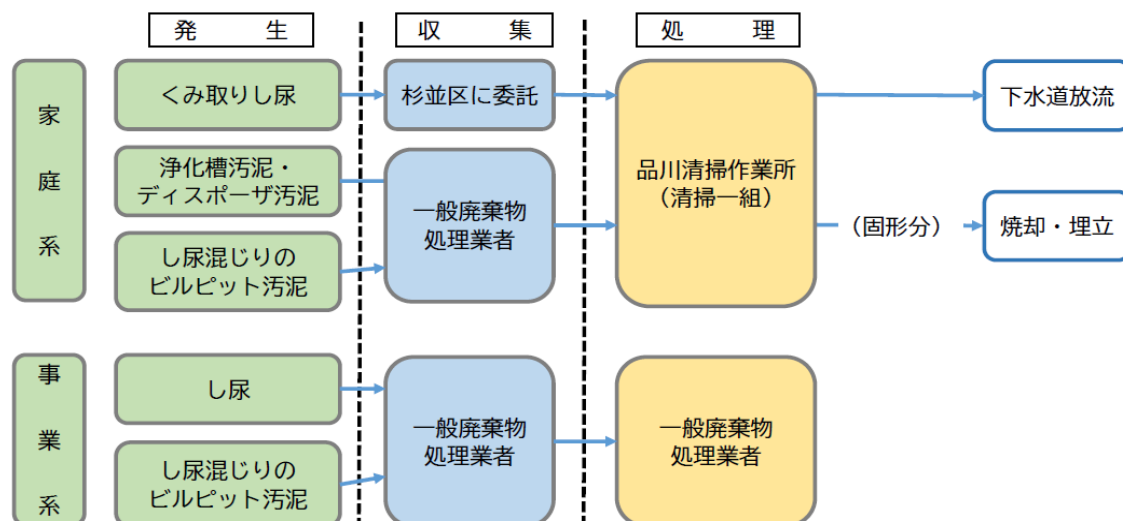 発生
収集
処理
家庭系
くみ取りし尿
杉並区に委託
品川清掃作業所
（清掃一組）
下水道放流
浄化槽汚泥・
ディスポーザ汚泥
一般廃棄物
処理業者
（固形分）
焼却・埋立
し尿混じりの
ビルピット汚泥
事業系
し尿
一般廃棄物
処理業者
一般廃棄物
処理業者
し尿混じりの
ビルピット汚泥